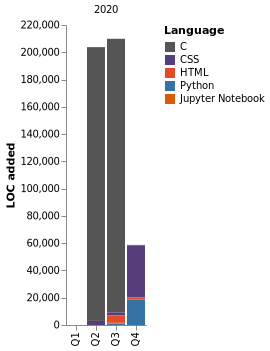 2020
Language
C
CSS
HTML
Python
Jupyter Notebook
LOC added
220,000
200,000
180,000
160,000
140,000
120,000
100,000
80,000
60,000
40,000
20,000
0
Q1
Q2
Q3
Q4